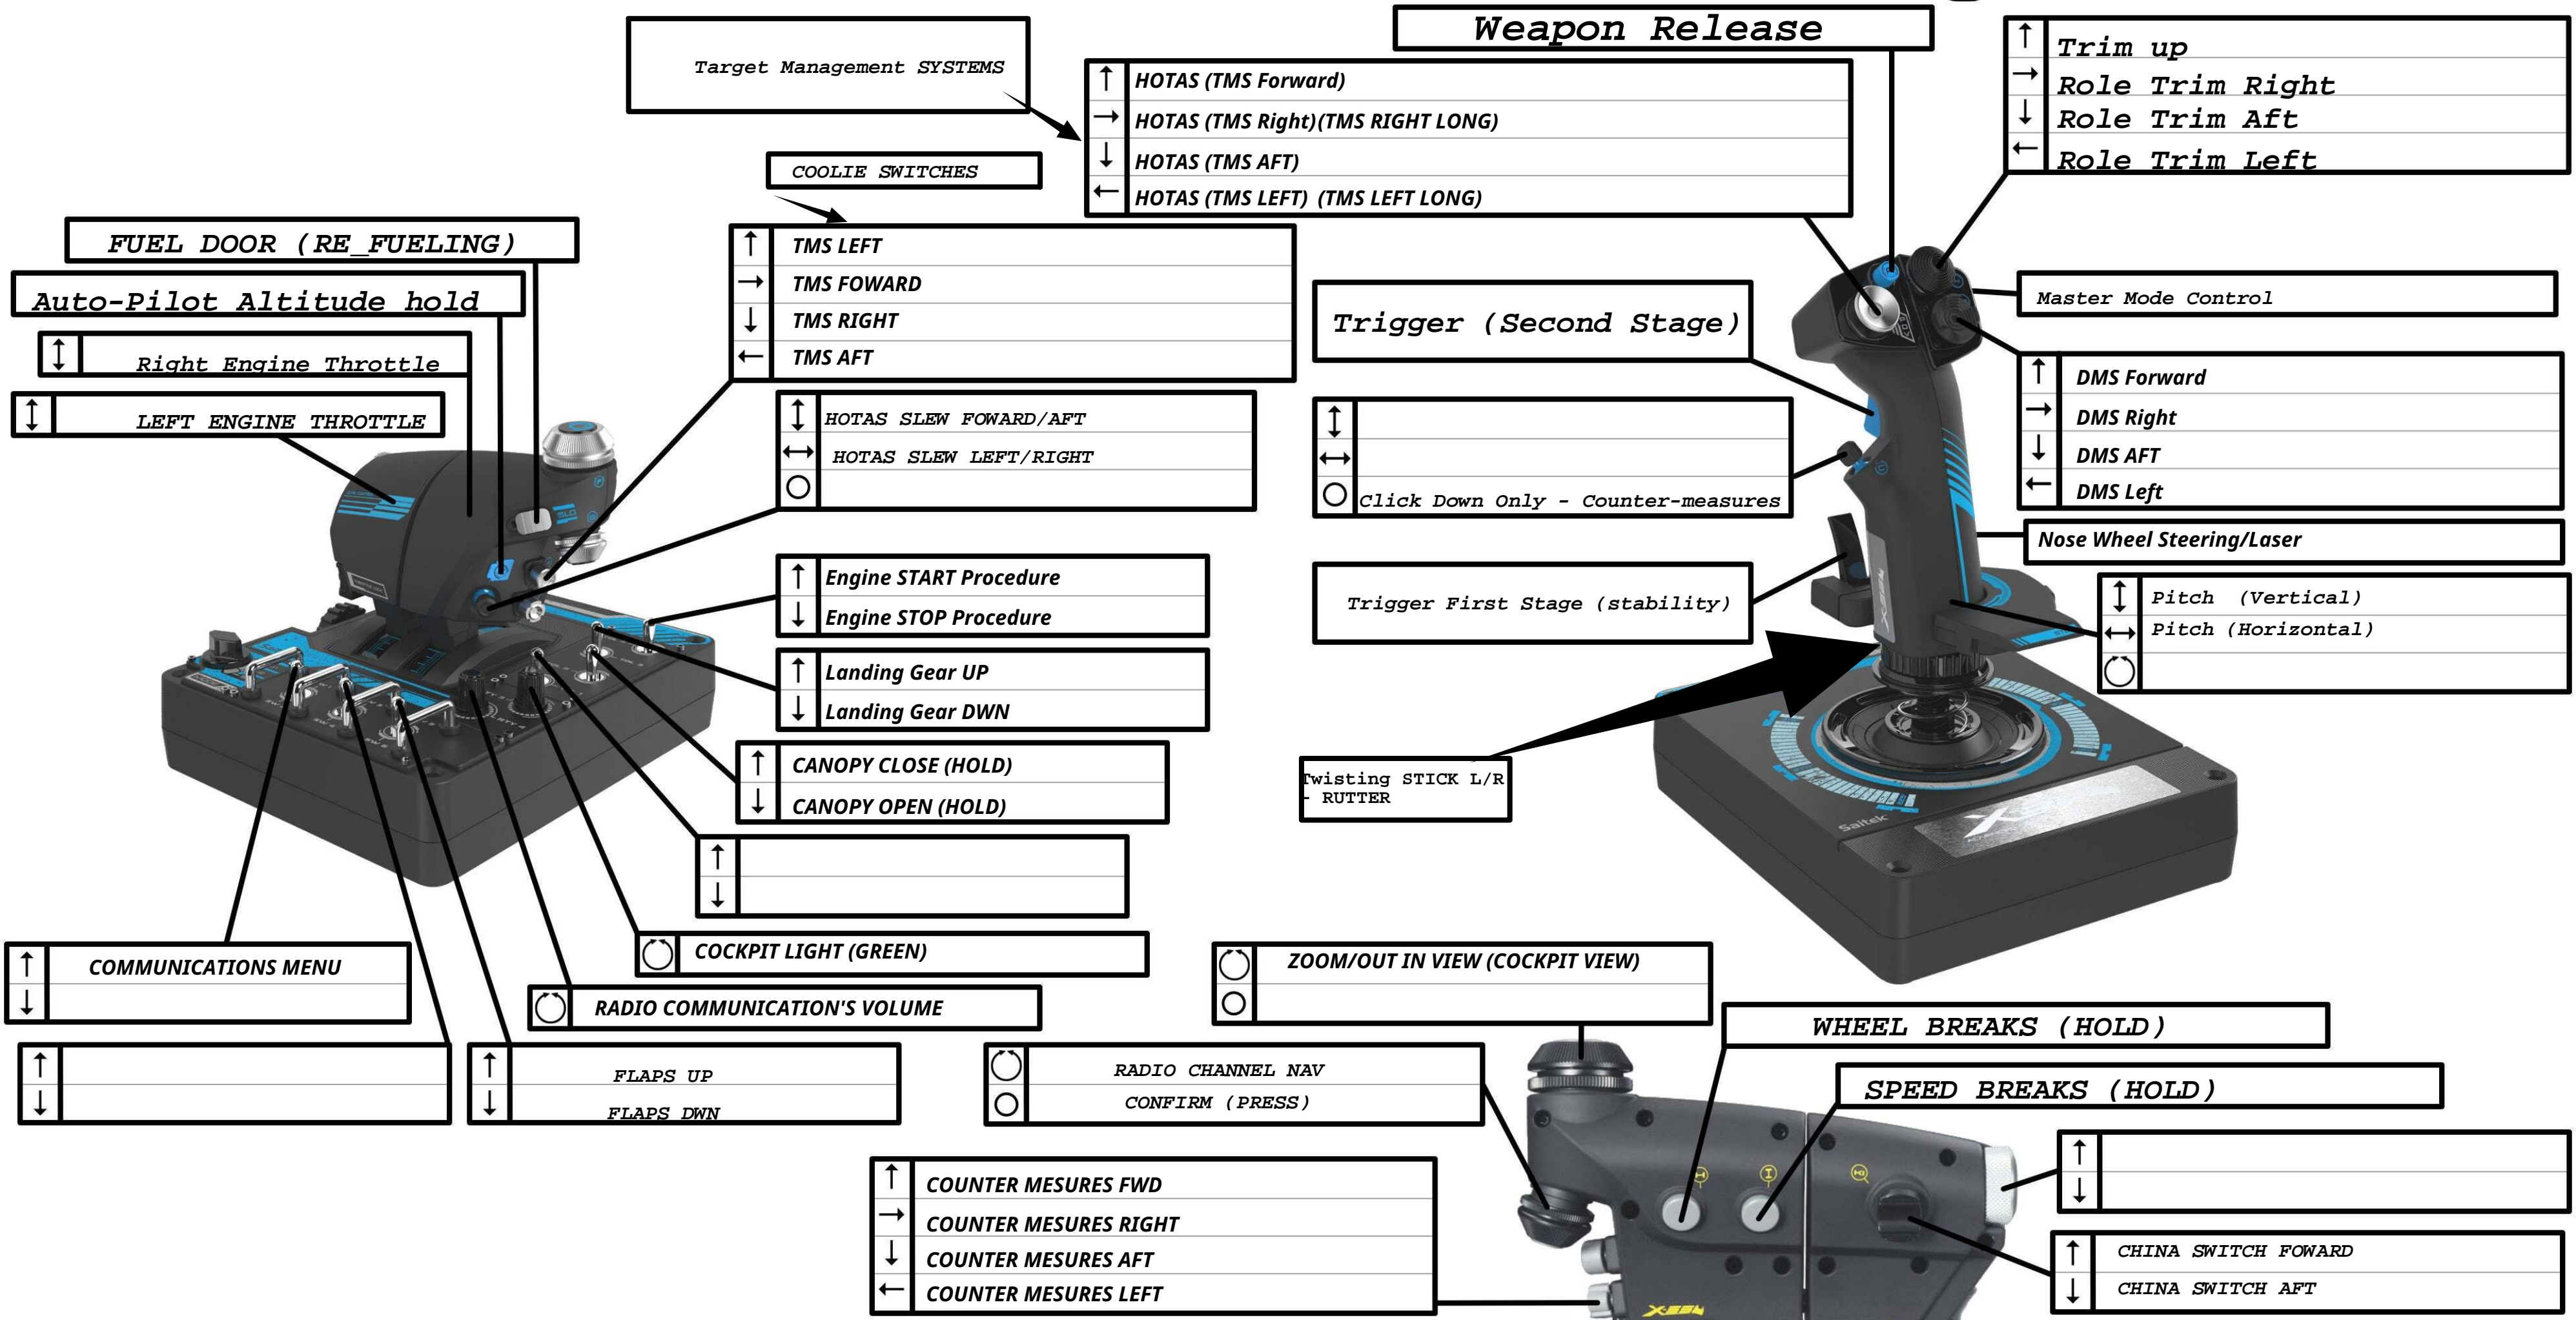 Weapon Release
Target Management SYSTEMS
Trim up
Role Trim Right
Role Trim Aft
Role Trim Left
HOTAS (TMS Forward)
HOTAS (TMS Right)(TMS RIGHT LONG)
HOTAS (TMS AFT)
HOTAS (TMS LEFT) (TMS LEFT LONG)
COOLIE SWITCHES
FUEL DOOR (RE_FUELING)
Auto-Pilot Altitude hold
Right Engine Throttle
LEFT ENGINE THROTTLE
TMS LEFT
TMS FOWARD
TMS RIGHT
TMS AFT
Trigger (Second Stage)
Master Mode Control
DMS Forward
DMS Right
DMS AFT
DMS Left
HOTAS SLEW FOWARD/AFT
HOTAS SLEW LEFT/RIGHT
Click Down Only - Counter-measures
Nose Wheel Steering/Laser
Engine START Procedure
Engine STOP Procedure
Trigger First Stage (stability)
Pitch (Vertical)
Pitch (Horizontal)
Landing Gear UP
Landing Gear DWN
CANOPY CLOSE (HOLD)
CANOPY OPEN (HOLD)
Twisting STICK L/R
- RUTTER
Saitek
COCKPIT LIGHT (GREEN)
COMMUNICATIONS MENU
RADIO COMMUNICATION'S VOLUME
ZOOM/OUT IN VIEW (COCKPIT VIEW)
WHEEL BREAKS (HOLD)
FLAPS UP
FLAPS DWN
RADIO CHANNEL NAV
CONFIRM (PRESS)
SPEED BREAKS (HOLD)
COUNTER MESURES FWD
COUNTER MESURES RIGHT
COUNTER MESURES AFT
COUNTER MESURES LEFT
CHINA SWITCH FOWARD
CHINA SWITCH AFT